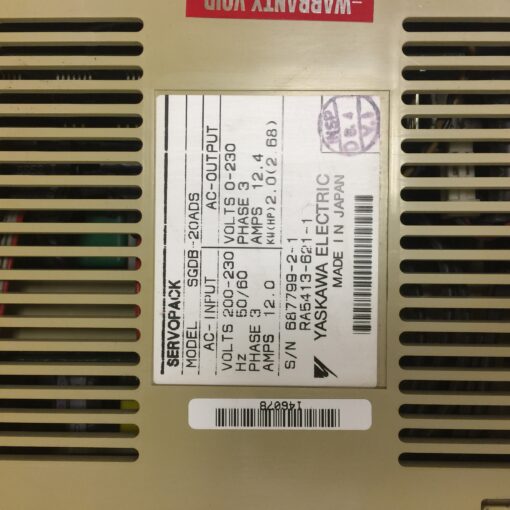 WARRANTY VOID
SERVOPACK
MODEL SGDB-20ADS
AC-INPUT AC-OUTPUT
VOLTS 200-230 VOLTS 0-230
Hz 50/60 PHASE 3
PHASE 3 AMPS 12.4
AMPS 12.0 KW(HP) 2.0(2.68)
S/N 687799-2-1
RA5413-621-1
YASKAWA ELECTRIC
MADE IN JAPAN
INSP
146078